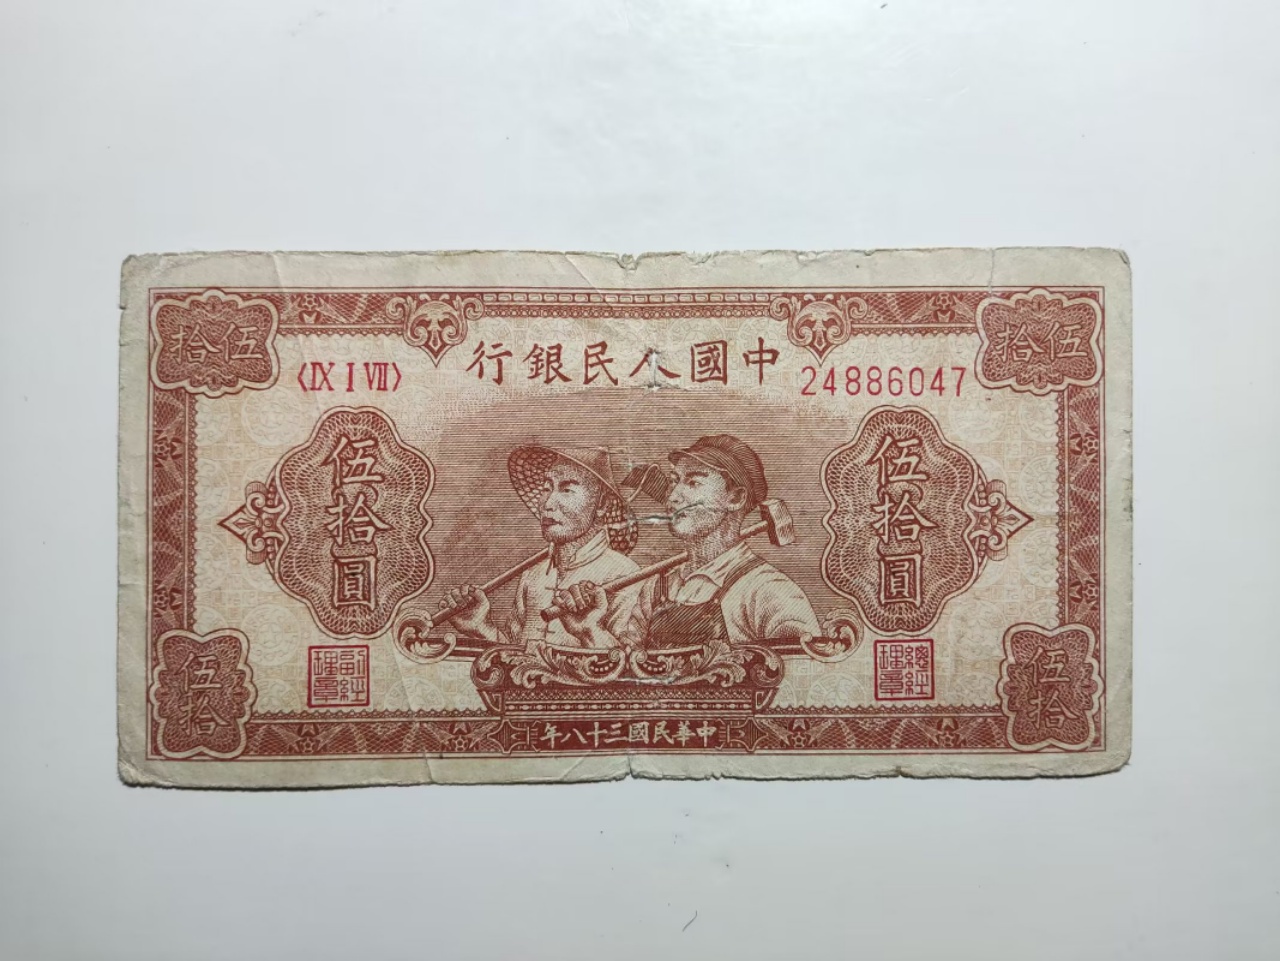 中國人民銀行
伍拾
伍拾
〈IX I VII〉
24886047
伍拾圓
伍拾圓
副經理章
總經理章
伍拾
伍拾
中華民國三十八年